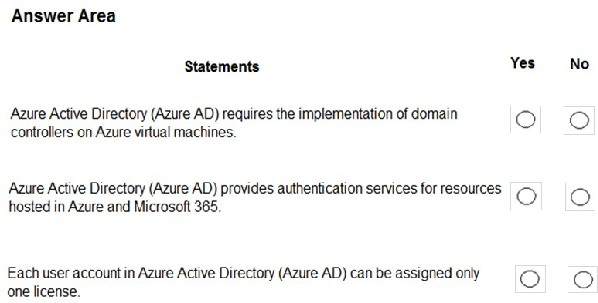 Answer Area
Statements Yes No
Azure Active Directory (Azure AD) requires the implementation of domain
controllers on Azure virtual machines.
Azure Active Directory (Azure AD) provides authentication services for resources
hosted in Azure and Microsoft 365.
Each user account in Azure Active Directory (Azure AD) can be assigned only
one license.